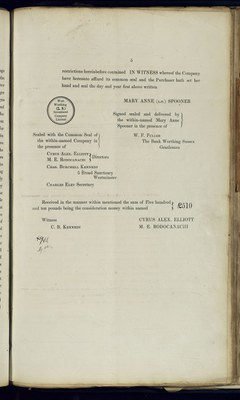 3
restrictions hereinbefore contained IN WITNESS whereof the Company
have hereunto affixed its common seal and the Purchaser hath set her
hand and seal the day and year first above written
MARY ANNE (L.S.) SPOONER
Sealed with the Common Seal of
the within-named Company in
the presence of
CYRUS ALEX. ELLIOTT
M. E. RODOCANACHI
Directors
CHAS. BURCHELL
5 Broad Sanctuary
Westminster
CHARLES Secretary
Signed sealed and delivered by
the within-named Mary Anne
Spooner in the presence of
W. F.
The Nook Worthing Sussex
Gentleman
Received in the manner within mentioned the sum of Five hundred
and ten pounds being the consideration money within named
£510
Witness
C. B.
CYRUS ALEX. ELLIOTT
M. E. RODOCANACHI